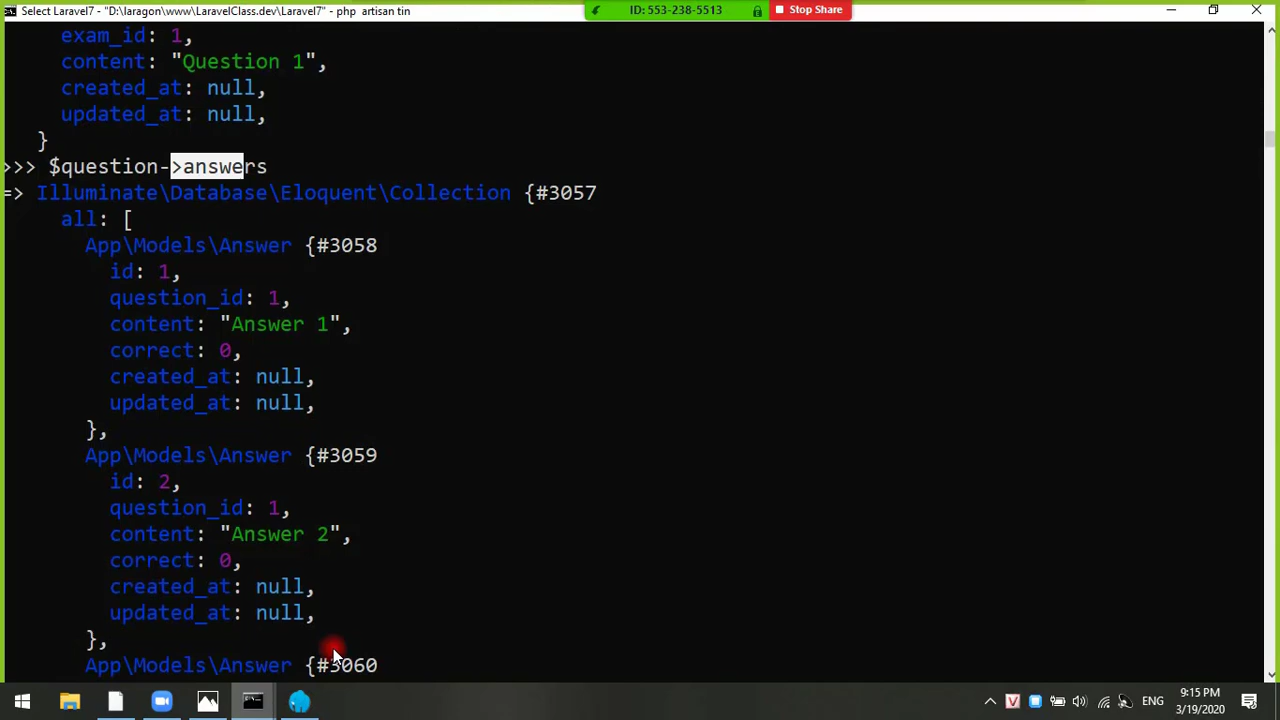 Select Laravel7 - "D:\laragon\www\LaravelClass.dev\Laravel7" - php  artisan tin
ID: 553-238-5513
Stop Share
exam_id: 1,
content: "Question 1",
created_at: null,
updated_at: null,
}
>>> $question->answers
=> Illuminate\Database\Eloquent\Collection {#3057
all: [
App\Models\Answer {#3058
id: 1,
question_id: 1,
content: "Answer 1",
correct: 0,
created_at: null,
updated_at: null,
},
App\Models\Answer {#3059
id: 2,
question_id: 1,
content: "Answer 2",
correct: 0,
created_at: null,
updated_at: null,
},
App\Models\Answer {#3060
V
ENG
9:15 PM
3/19/2020